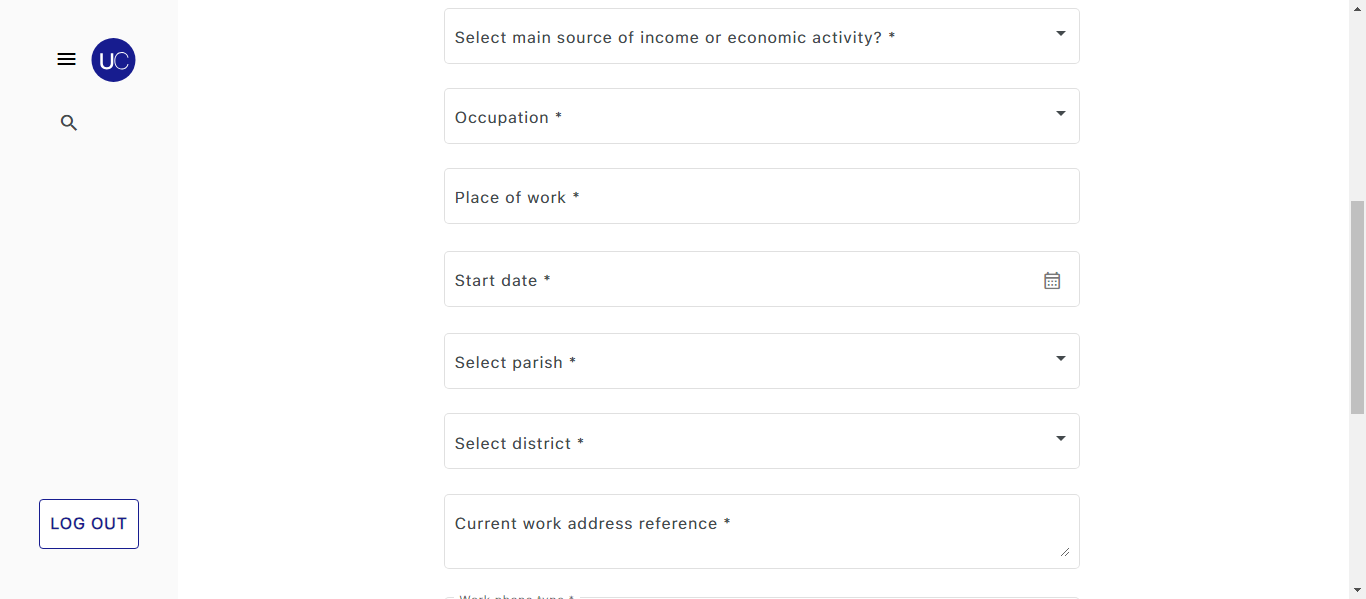 UC
Select main source of income or economic activity? *
Occupation *
Place of work *
Start date *
Select parish *
Select district *
Current work address reference *
Work phone type *
LOG OUT